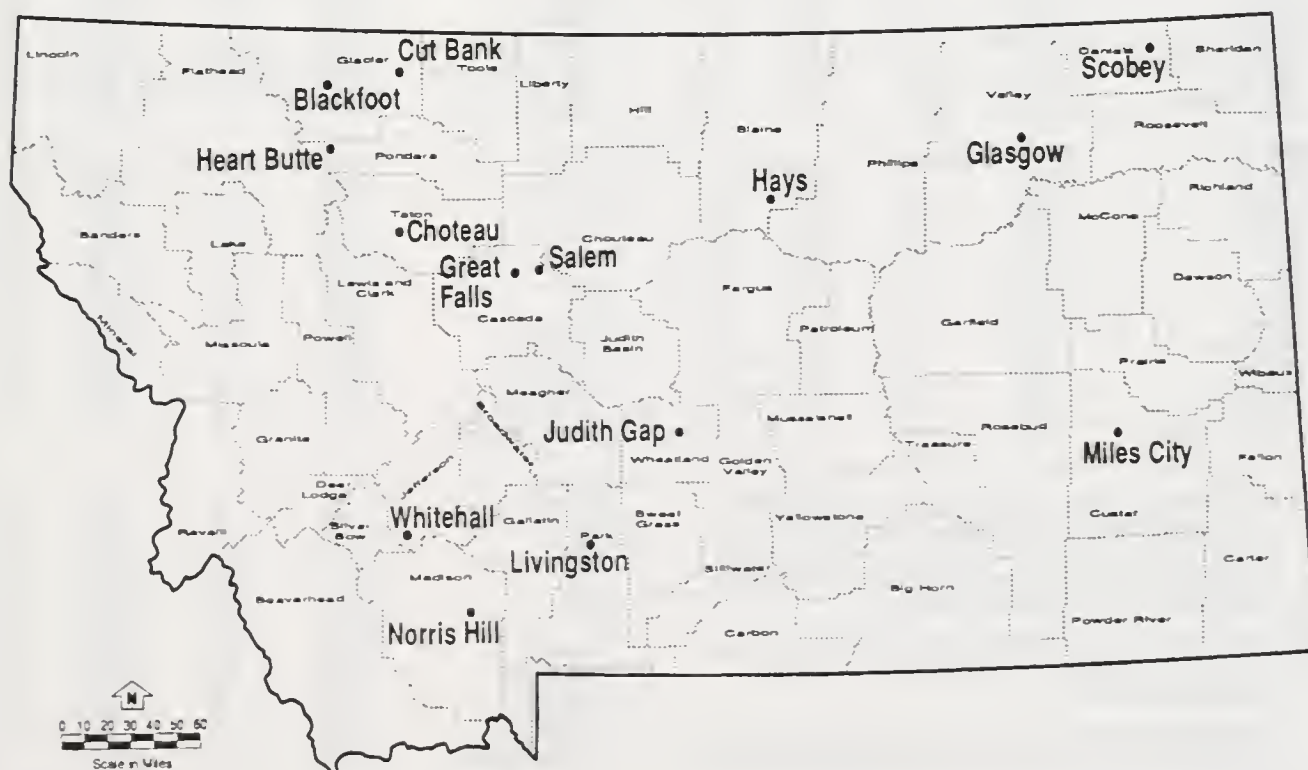 Lincoln
Flathead
Glacier
Cut Bank
Toole
Blackfoot
Liberty
Hill
Blaine
Phillips
Valley
Daniels
Scobey
Sheridan
Roosevelt
Glasgow
Heart Butte
Pondera
Hays
Richland
McCone
Sanders
Lake
Teton
Choteau
Chouteau
Great
Falls
Salem
Lewis and
Clark
Fergus
Dawson
Mineral
Missoula
Powell
Cascade
Judith
Basin
Petroleum
Garfield
Prairie
Wibaux
Meagher
Broadwater
Granite
Judith Gap
Wheatland
Golden
Valley
Musselshell
Treasure
Rosebud
Miles City
Fallon
Deer
Lodge
Jefferson
Ravalli
Silver
Bow
Whitehall
Gallatin
Park
Livingston
Sweet
Grass
Yellowstone
Custer
Stillwater
Big Horn
Carter
Beaverhead
Madison
Norris Hill
Carbon
Powder River
N
0 10 20 30 40 50 60
Scale in Miles